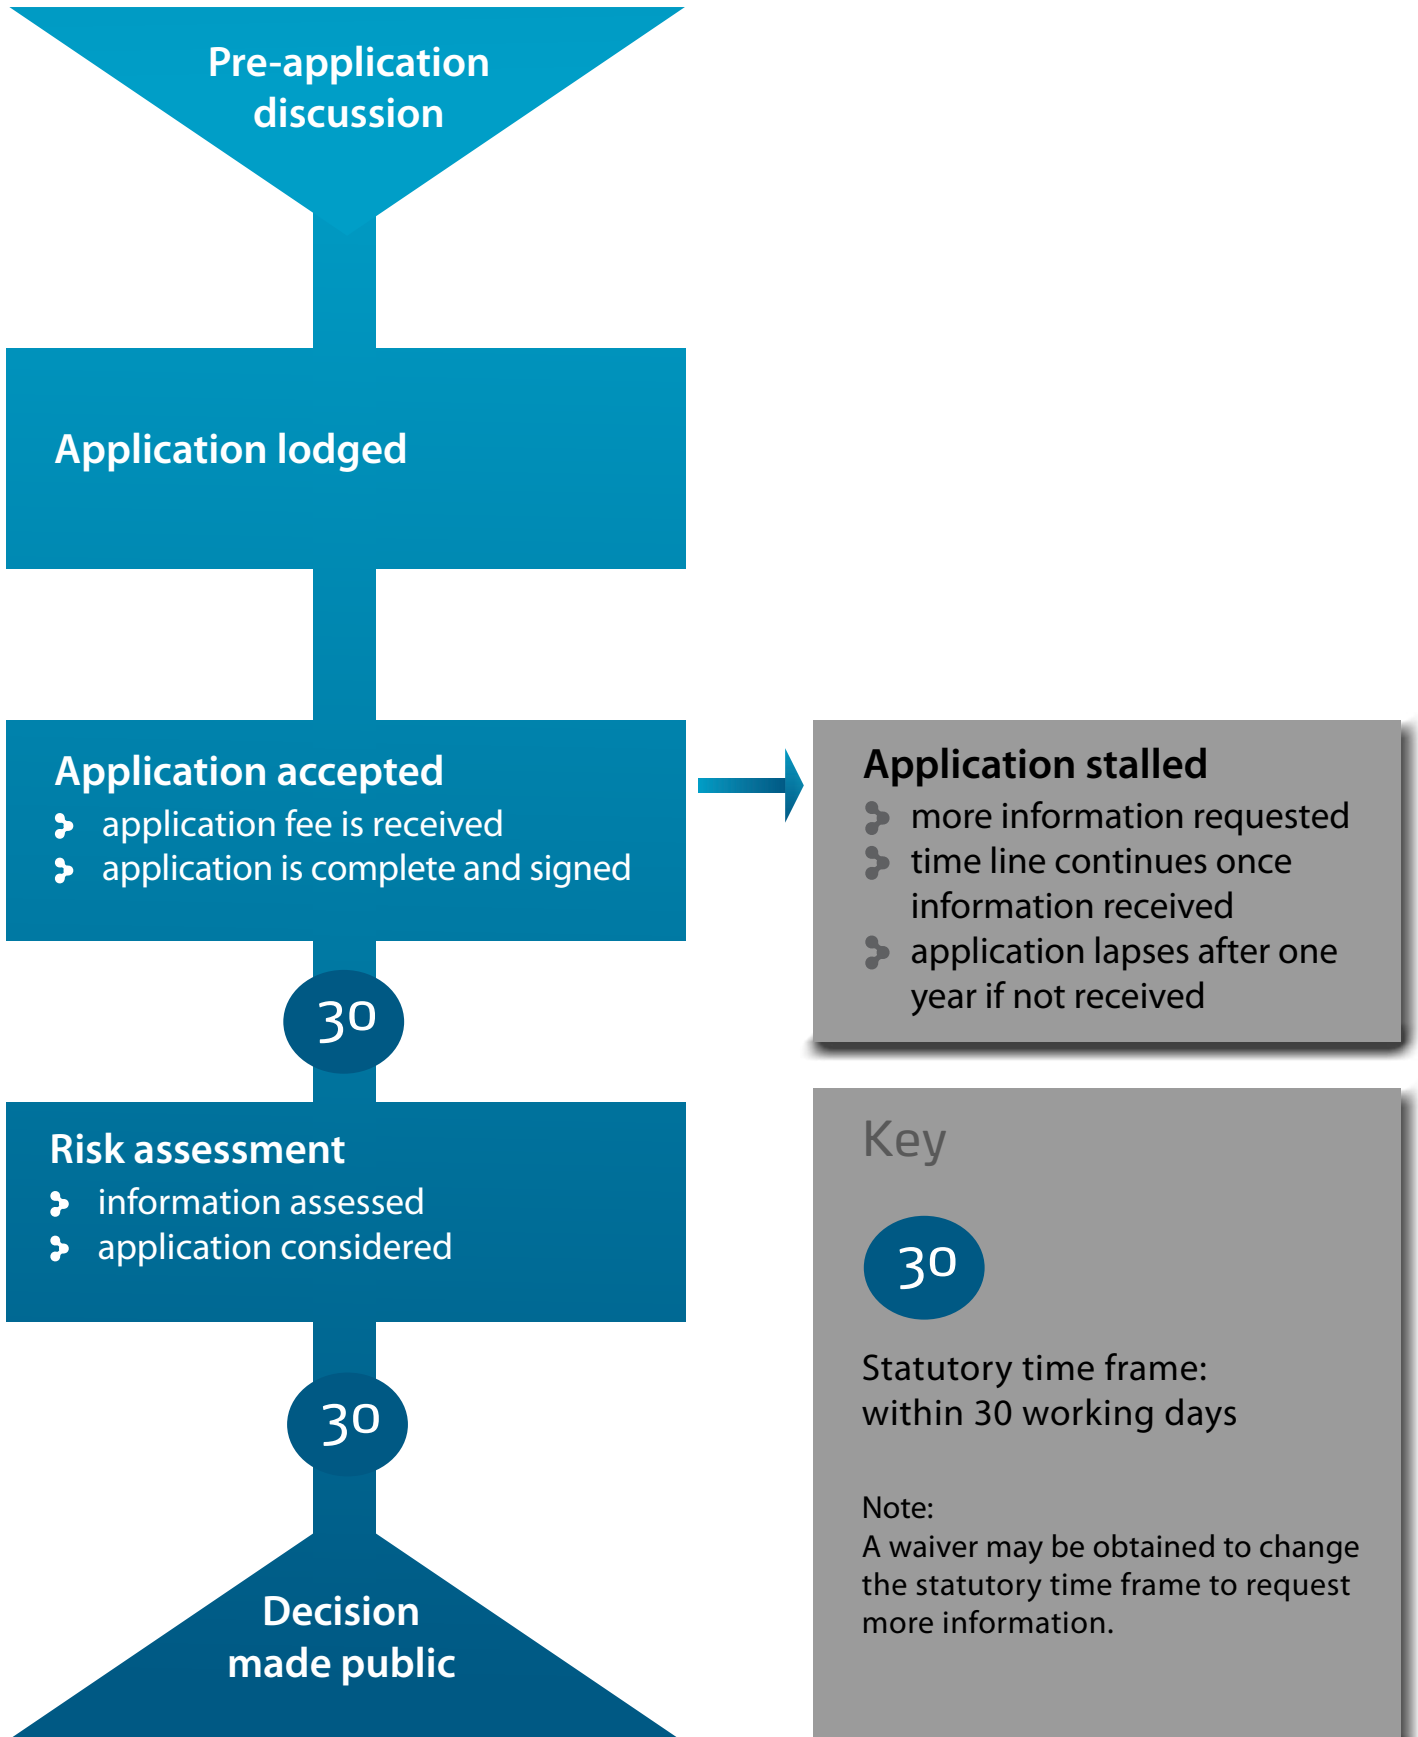 Pre-application
discussion
Application lodged
Application accepted
application fee is received
application is complete and signed
Application stalled
more information requested
time line continues once
information received
application lapses after one
year if not received
30
Risk assessment
information assessed
application considered
30
Decision
made public
Key
30
Statutory time frame:
within 30 working days
Note:
A waiver may be obtained to change
the statutory time frame to request
more information.